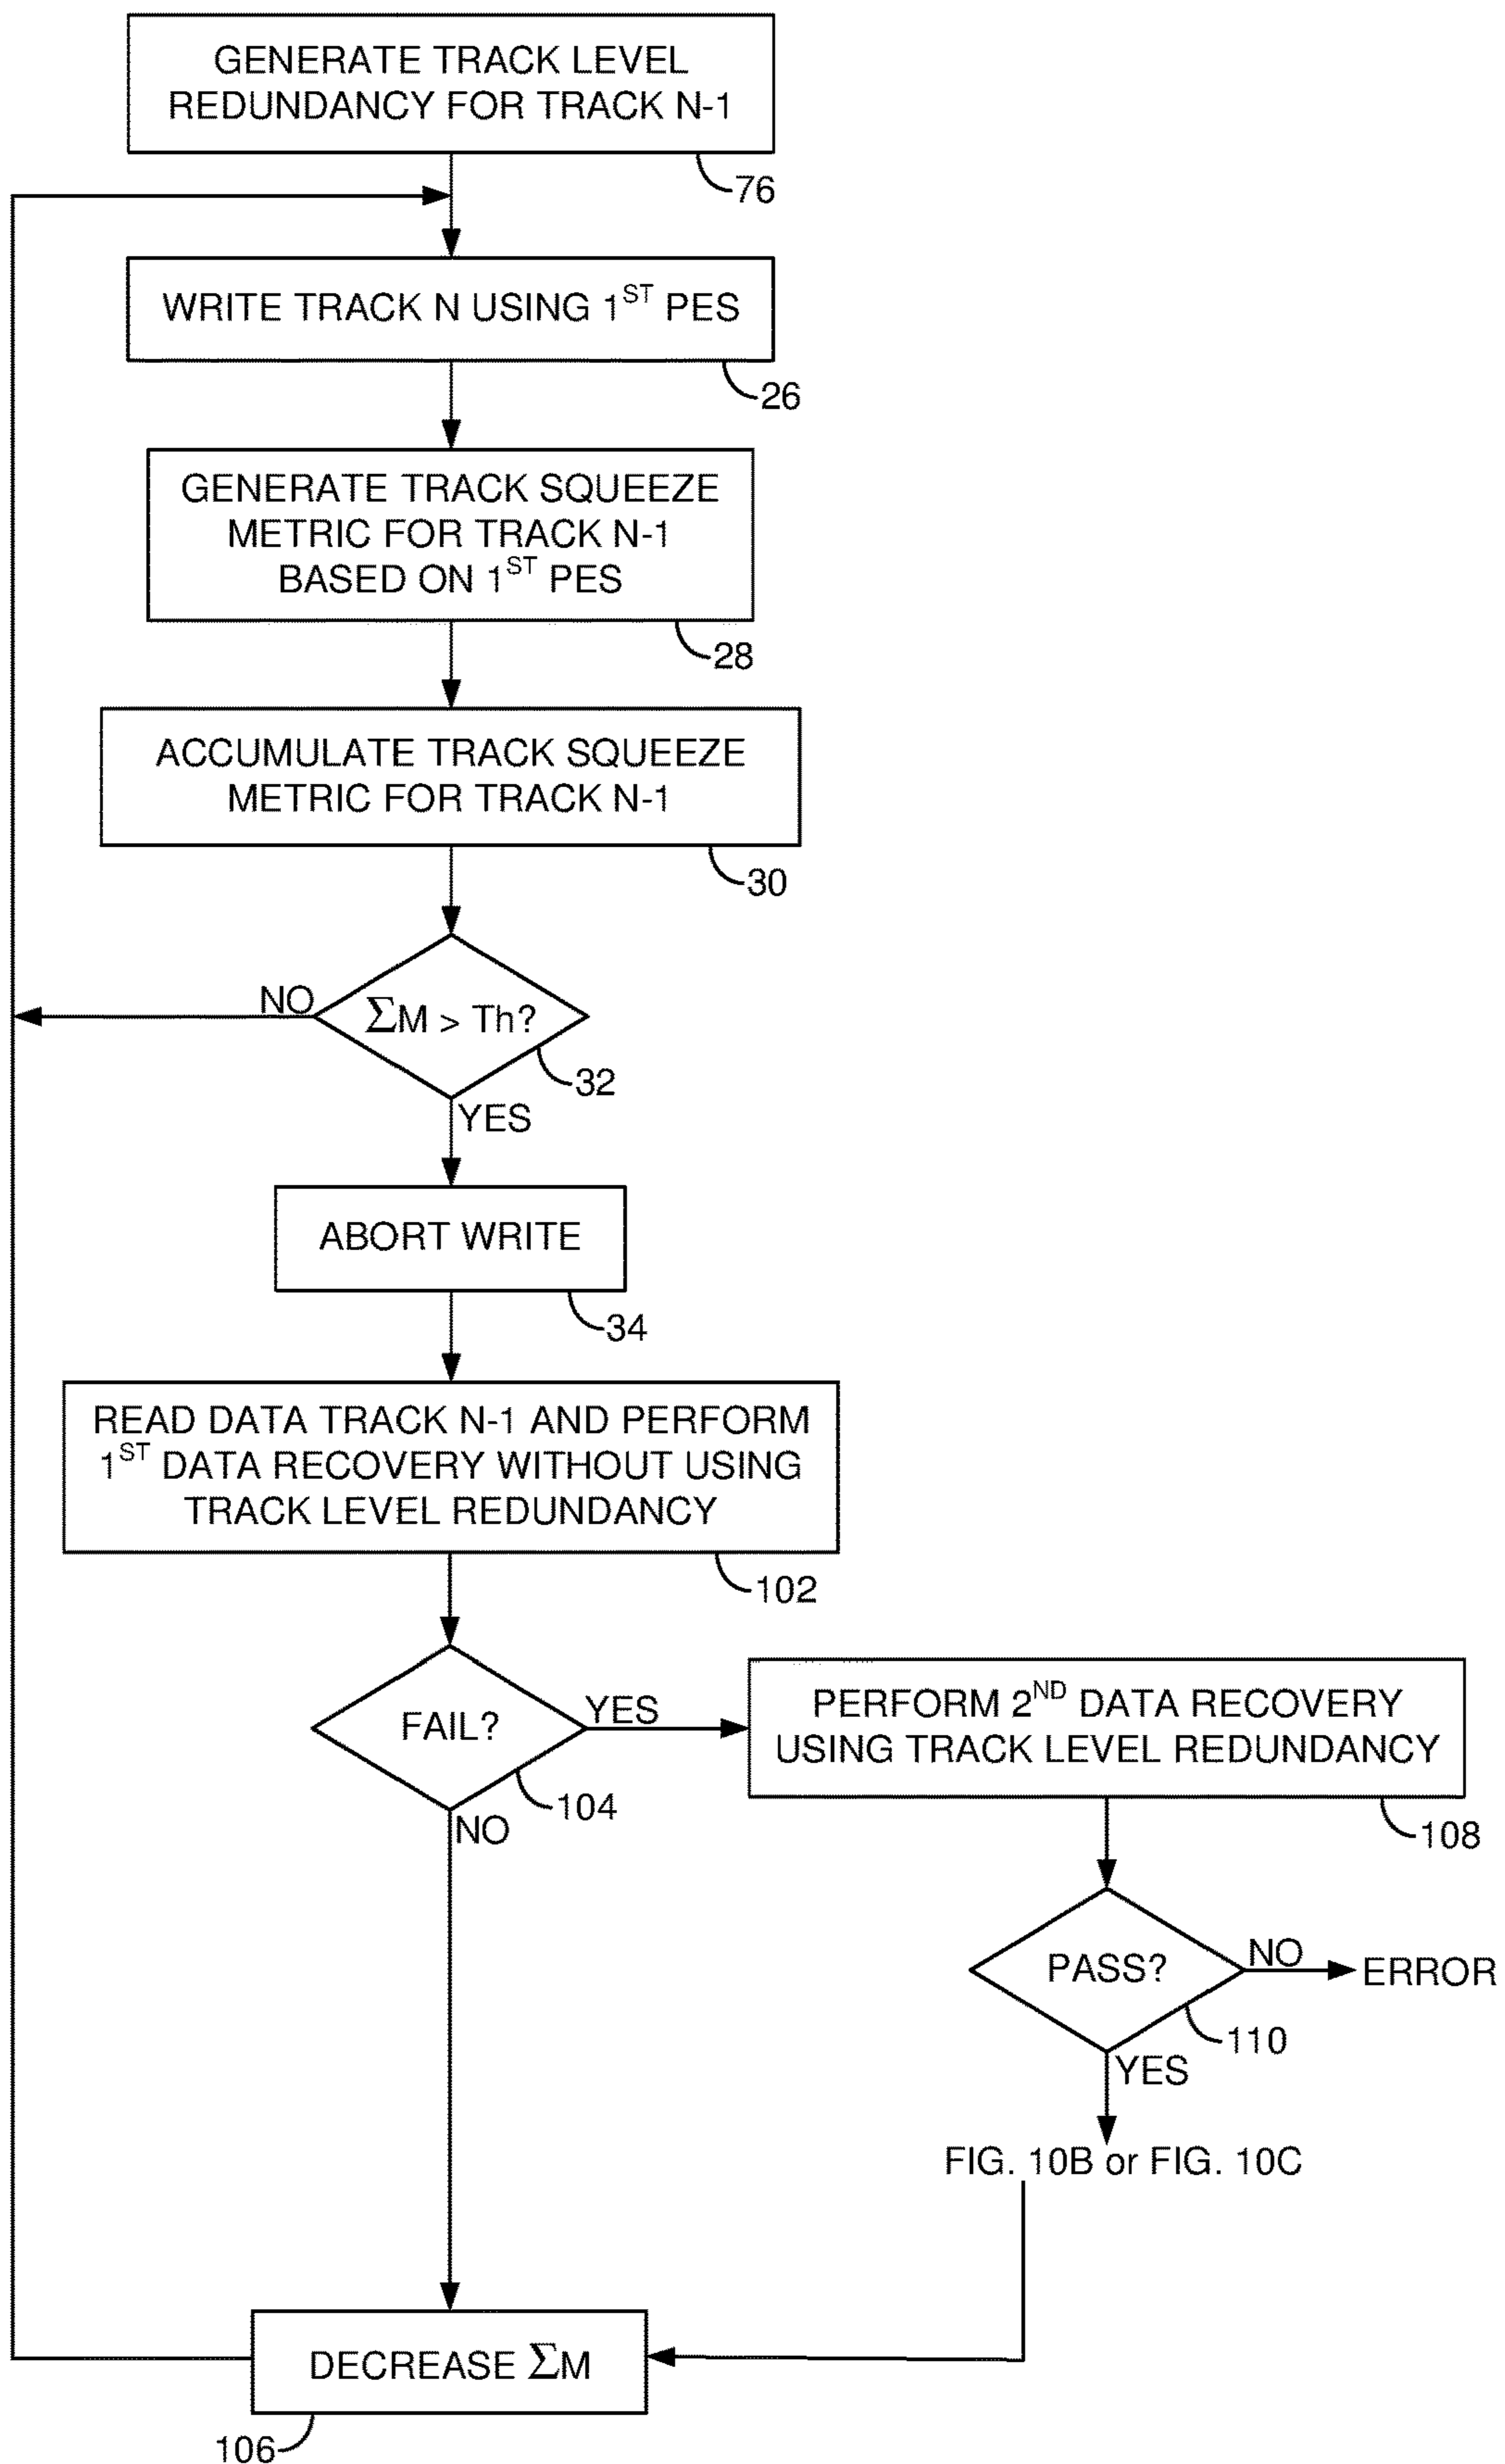 GENERATE TRACK LEVEL
REDUNDANCY FOR TRACK N-1
76
WRITE TRACK N USING 1ST PES
26
GENERATE TRACK SQUEEZE
METRIC FOR TRACK N-1
BASED ON 1ST PES
28
ACCUMULATE TRACK SQUEEZE
METRIC FOR TRACK N-1
30
NO
ΣM > Th?
32
YES
ABORT WRITE
34
READ DATA TRACK N-1 AND PERFORM
1ST DATA RECOVERY WITHOUT USING
TRACK LEVEL REDUNDANCY
102
FAIL?
YES
104
NO
PERFORM 2ND DATA RECOVERY
USING TRACK LEVEL REDUNDANCY
108
PASS?
NO
ERROR
110
YES
FIG. 10B or FIG. 10C
DECREASE ΣM
106